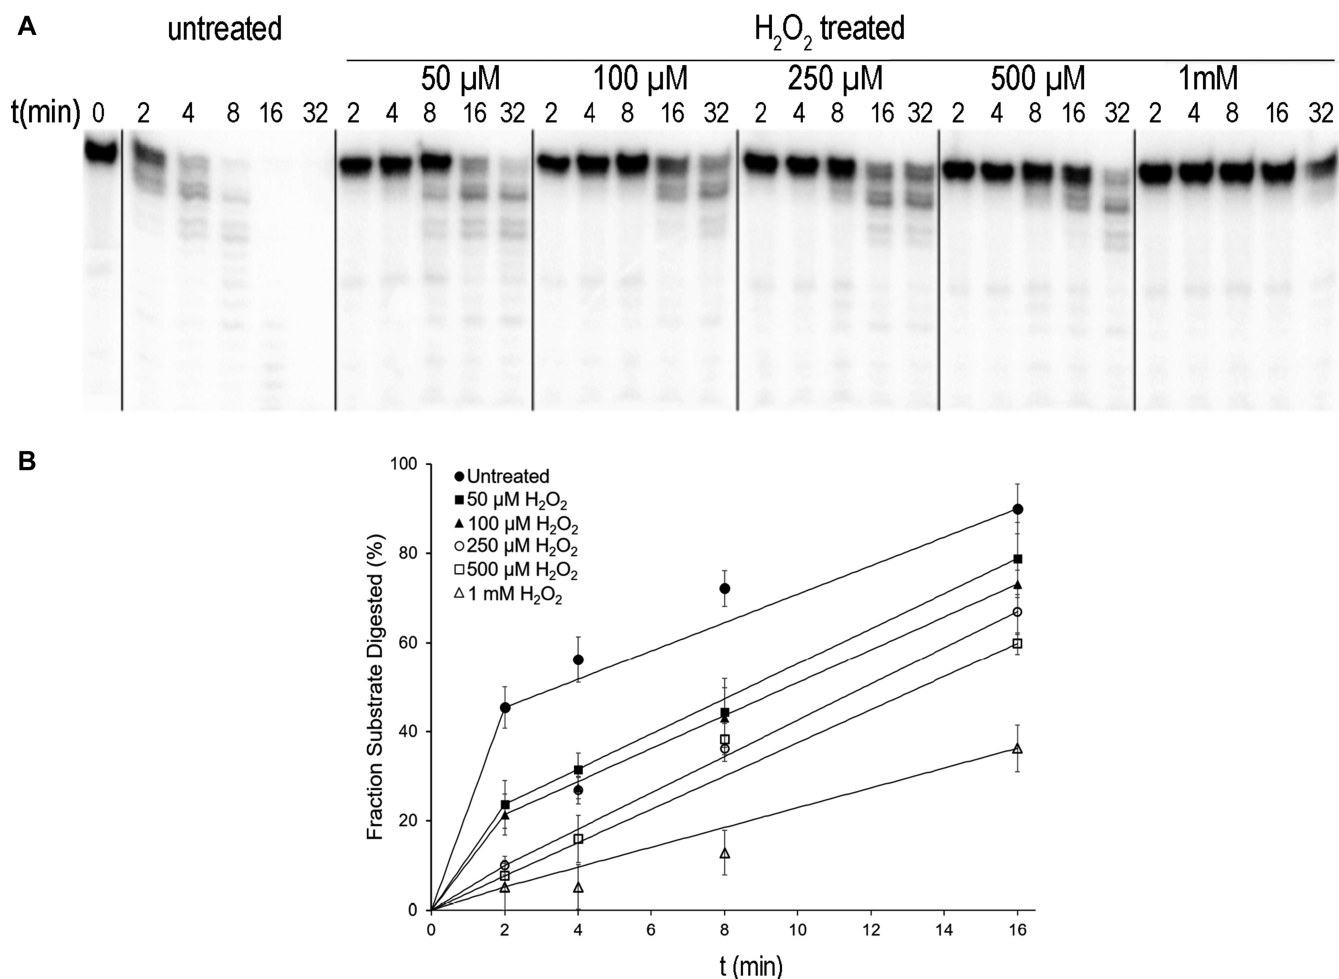 A
untreated
H₂O₂ treated
50 µM 100 µM 250 µM 500 µM 1mM
t(min) 0 2 4 8 16 32 2 4 8 16 32 2 4 8 16 32 2 4 8 16 32 2 4 8 16 32 2 4 8 16 32
B
Fraction Substrate Digested (%)
100
80
60
40
20
0
Untreated
50 µM H₂O₂
100 µM H₂O₂
250 µM H₂O₂
500 µM H₂O₂
1 mM H₂O₂
0 2 4 6 8 10 12 14 16
t (min)